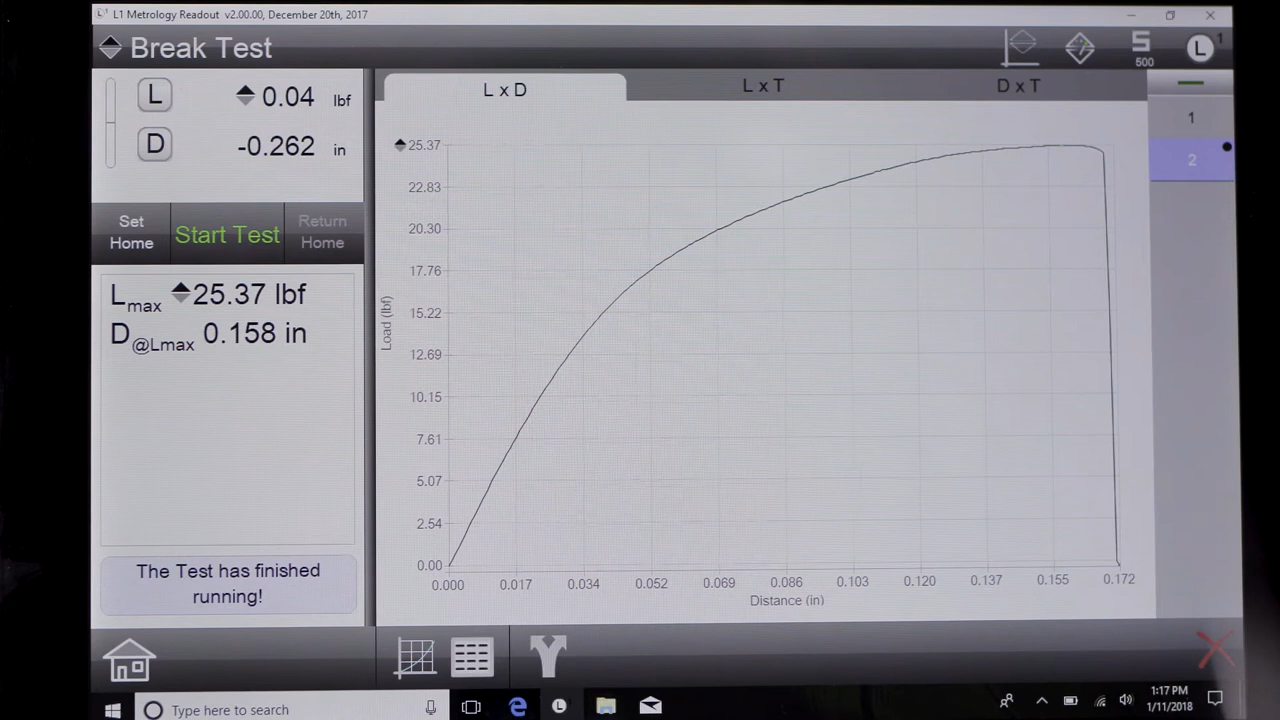 L1 Metrology Readout v2.00.00, December 20th, 2017
Break Test
S
500
L
1
L 0.04 lbf
D -0.262 in
Set
Home
Start Test
Return
Home
Lmax 25.37 lbf
D@Lmax 0.158 in
The Test has finished
running!
L x D
L x T
D x T
1
2
25.37
22.83
20.30
17.76
15.22
12.69
10.15
7.61
5.07
2.54
0.00
Load (lbf)
0.000 0.017 0.034 0.052 0.069 0.086 0.103 0.120 0.137 0.155 0.172
Distance (in)
Type here to search
L
1:17 PM
1/11/2018